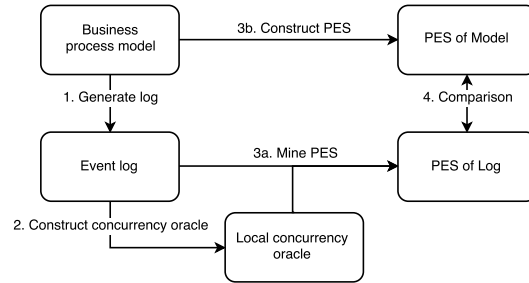 Business
process model
3b. Construct PES
PES of Model
1. Generate log
4. Comparison
Event log
3a. Mine PES
PES of Log
2. Construct concurrency oracle
Local concurrency
oracle